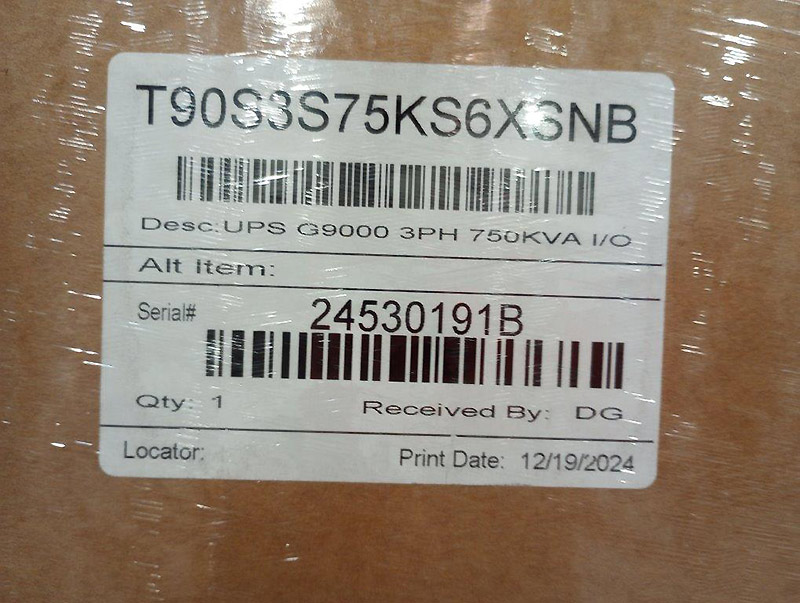 T90S3S75KS6XSNB
Desc:UPS G9000 3PH 750KVA I/O
Alt Item:
Serial# 24530191B
Qty: 1 Received By: DG
Locator: Print Date: 12/19/2024